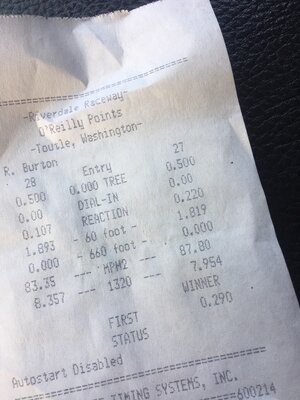 -Riverdale Raceway-
O'Reilly Points
-Toutle, Washington-
R. Burton 27
28 Entry 0.500
0.500 0.000 TREE 0.00
0.00 DIAL-IN 0.220
0.107 REACTION 1.819
1.893 - 60 foot - 0.000
0.000 - 660 foot - 87.80
83.35 --- MPH2 --- 7.954
8.357 --- 1320 --- WINNER
FIRST 0.290
STATUS
Autostart Disabled
TIMING SYSTEMS, INC.
600214